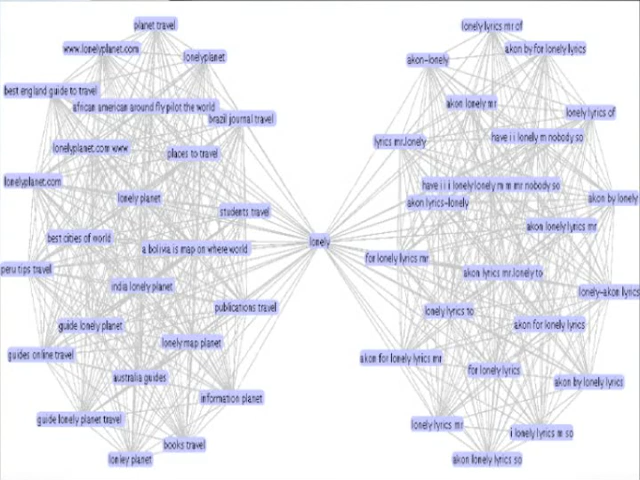 planet travel
www.lonelyplanet.com
lonelyplanet
best england guide to travel
african american around fly pilot the world
brazil journal travel
lonelyplanet.com www
places to travel
lonelyplanet.com
lonely planet
students travel
best cities of world
a bolivia is map on where world
peru tips travel
india lonely planet
publications travel
guide lonely planet
lonely map planet
guides online travel
australia guides
information planet
guide lonely planet travel
books travel
lonley planet
lonely
lonely lyrics mr of
akon by for lonely lyrics
akon-lonely
akon lonely mr
lonely lyrics of
have i i lonely m nobody so
lyrics mr.lonely
have i i i lonely lonely m m mr nobody so
akon by lonely
akon lyrics-lonely
akon lonely lyrics mr
for lonely lyrics mr
akon lyrics mr.lonely to
lonely-akon lyrics
lonely lyrics to
akon for lonely lyrics
akon for lonely lyrics mr
for lonely lyrics
akon by lonely lyrics
lonely lyrics mr
i lonely lyrics m so
akon lonely lyrics so